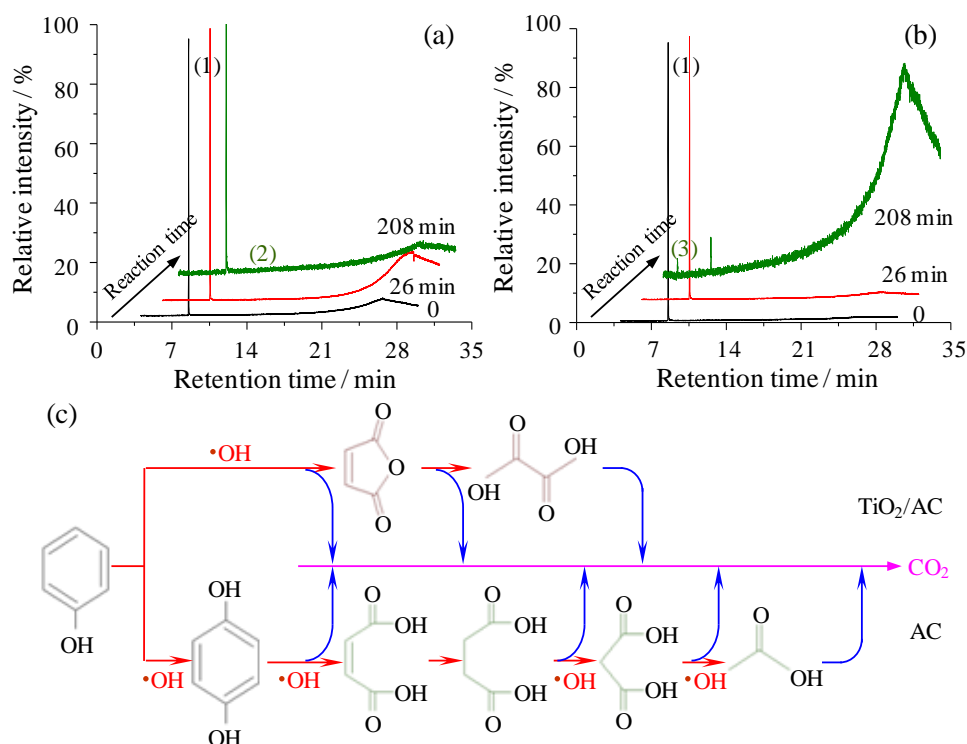 (a)
100
80
60
40
20
0
Relative intensity / %
(1)
(2)
Reaction time
208 min
26 min
0
0 7 14 21 28 35
Retention time / min
(b)
100
80
60
40
20
0
Relative intensity / %
(1)
(3)
Reaction time
208 min
26 min
0
0 7 14 21 28 35
Retention time / min
(c)
•OH
O
O
O
O
OH
OH
O
TiO2/AC
OH
CO2
AC
OH
OH
•OH
•OH
O
OH
OH
O
O
OH
OH
O
•OH
O
OH
OH
O
•OH
O
OH